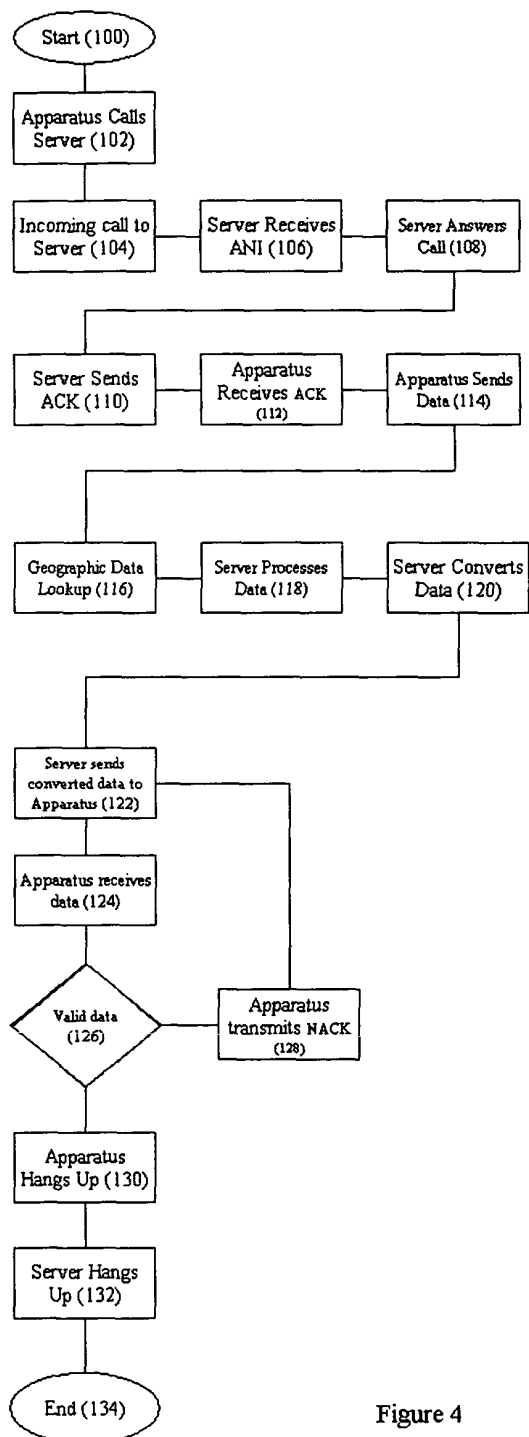 Start (100)
Apparatus Calls
Server (102)
Incoming call to
Server (104)
Server Receives
ANI (106)
Server Answers
Call (108)
Server Sends
ACK (110)
Apparatus
Receives ACK
(112)
Apparatus Sends
Data (114)
Geographic Data
Lookup (116)
Server Processes
Data (118)
Server Converts
Data (120)
Server sends
converted data to
Apparatus (122)
Apparatus receives
data (124)
Valid data
(126)
Apparatus
transmits NACK
(128)
Apparatus
Hangs Up (130)
Server Hangs
Up (132)
End (134)
Figure 4